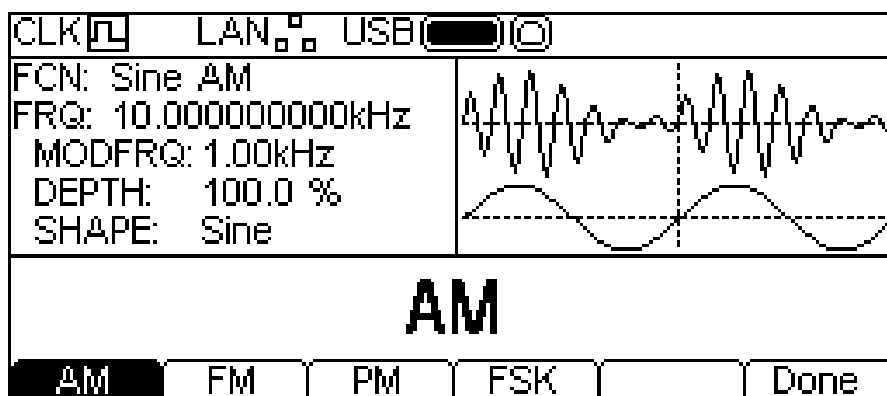 CLK LAN USB
FCN: Sine AM
FRQ: 10.000000000kHz
MODFRQ: 1.00kHz
DEPTH: 100.0 %
SHAPE: Sine
AM
AM FM PM FSK Done